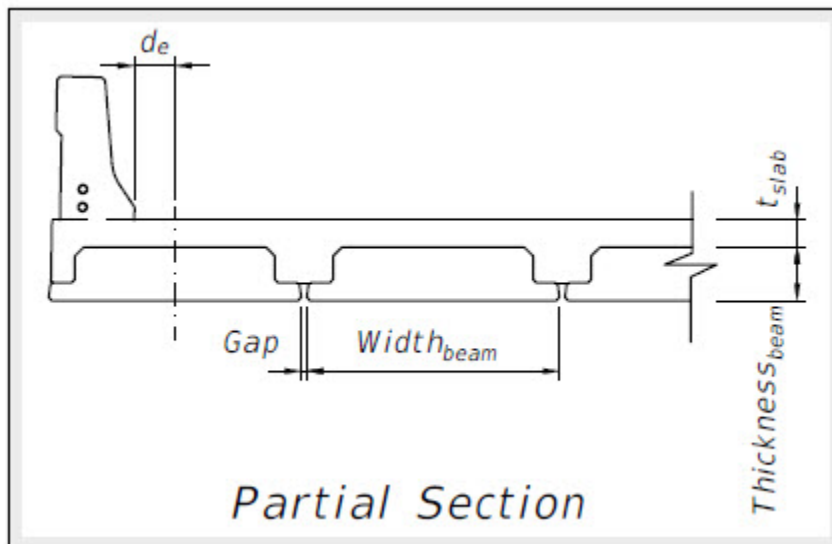 de
tslab
Gap
Widthbeam
Thicknessbeam
Partial Section